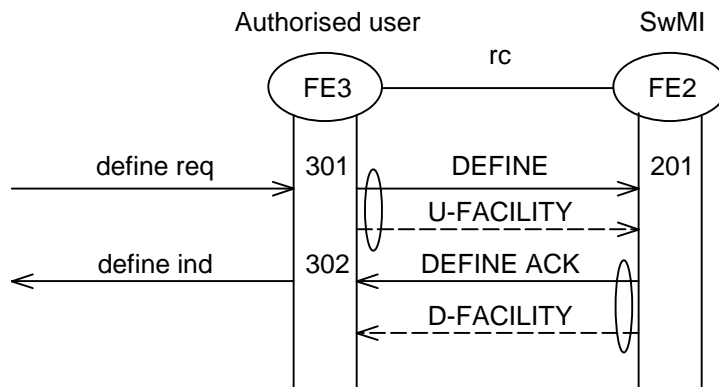 Authorised user
SwMI
rc
FE3
FE2
define req
301
DEFINE
201
U-FACILITY
define ind
302
DEFINE ACK
D-FACILITY